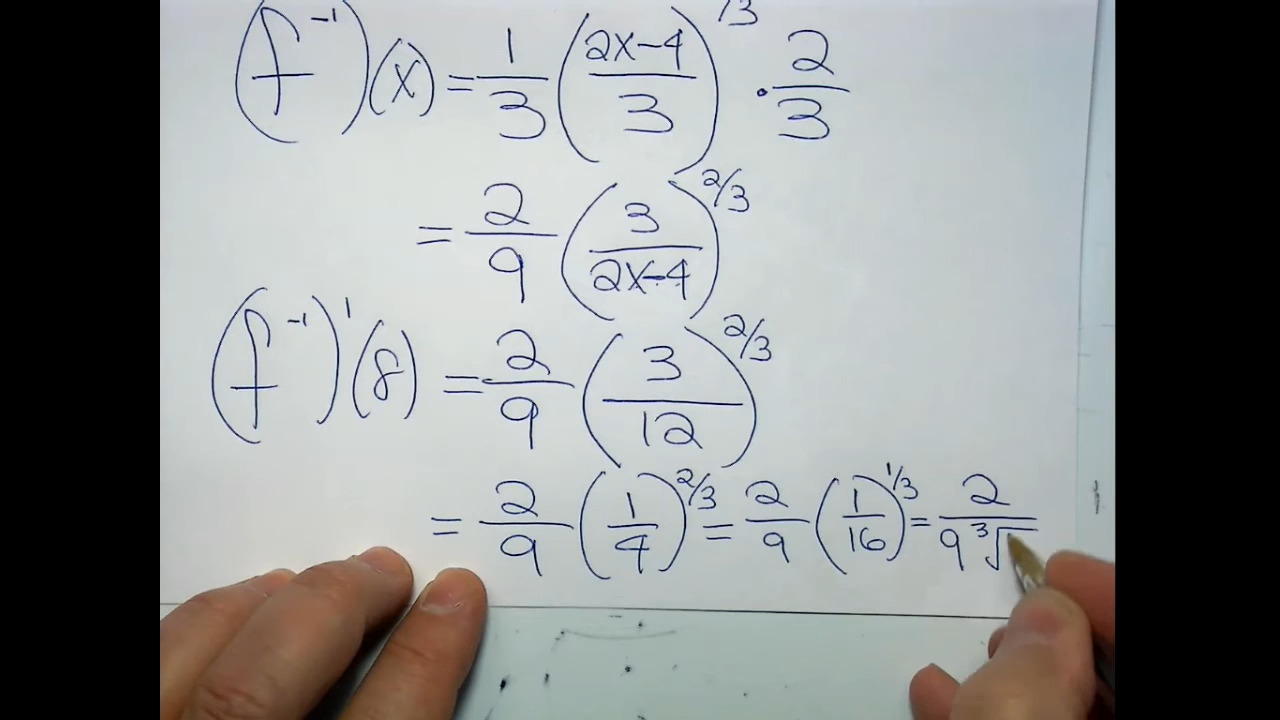 (f⁻¹)(x) = 1/3 ((2x-4)/3)^/3 · 2/3
= 2/9 (3/(2x-4))^2/3
(f⁻¹)'(8) = 2/9 (3/12)^2/3
= 2/9 (1/4)^2/3 = 2/9 (1/16)^1/3 = 2/(9 ³√)